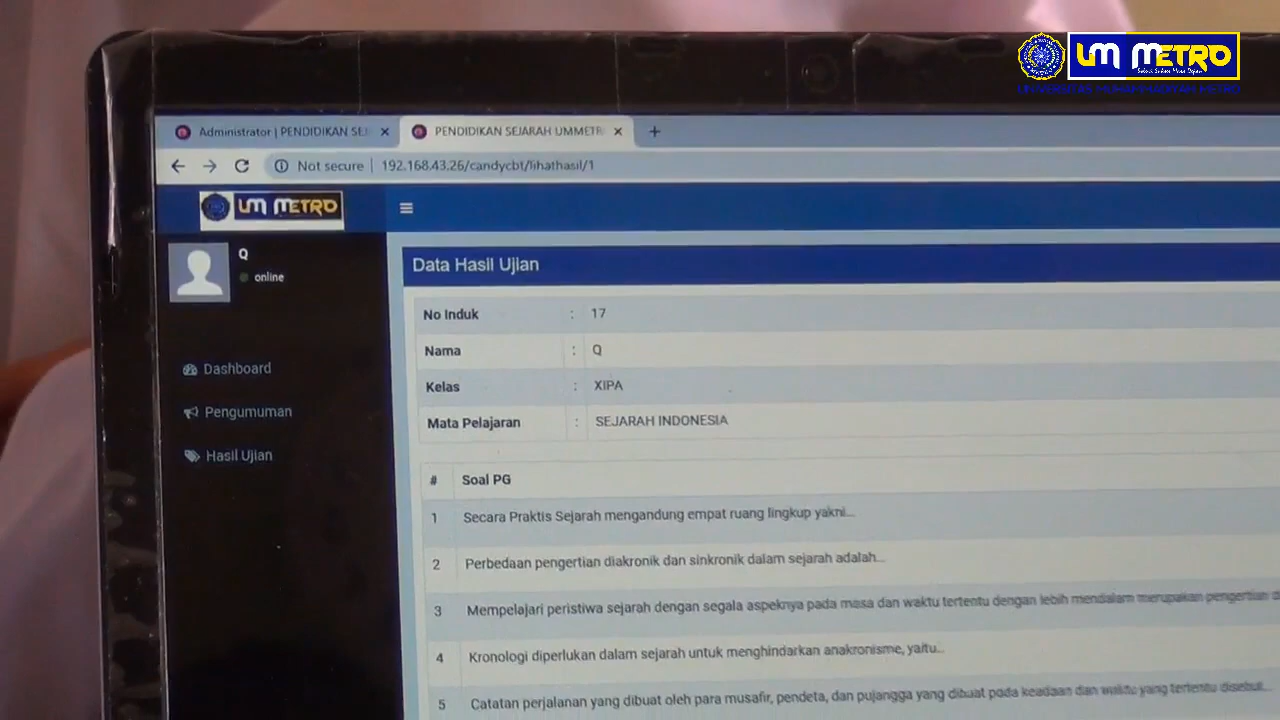 UM METRO
UNIVERSITAS MUHAMMADIYAH METRO
Administrator | PENDIDIKAN SEJ
PENDIDIKAN SEJARAH UMMETR
Not secure | 192.168.43.26/candycbt/lihathasil/1
UM METRO
Q
online
Dashboard
Pengumuman
Hasil Ujian
Data Hasil Ujian
No Induk : 17
Nama : Q
Kelas : XIPA
Mata Pelajaran : SEJARAH INDONESIA
# Soal PG
1 Secara Praktis Sejarah mengandung empat ruang lingkup yakni...
2 Perbedaan pengertian diakronik dan sinkronik dalam sejarah adalah...
3 Mempelajari peristiwa sejarah dengan segala aspeknya pada masa dan waktu tertentu dengan lebih mendalam merupakan pengertian
4 Kronologi diperlukan dalam sejarah untuk menghindarkan anakronisme, yaitu...
5 Catatan perjalanan yang dibuat oleh para musafir, pendeta, dan pujangga yang dibuat pada keadaan dan waktu yang tertentu disebut...